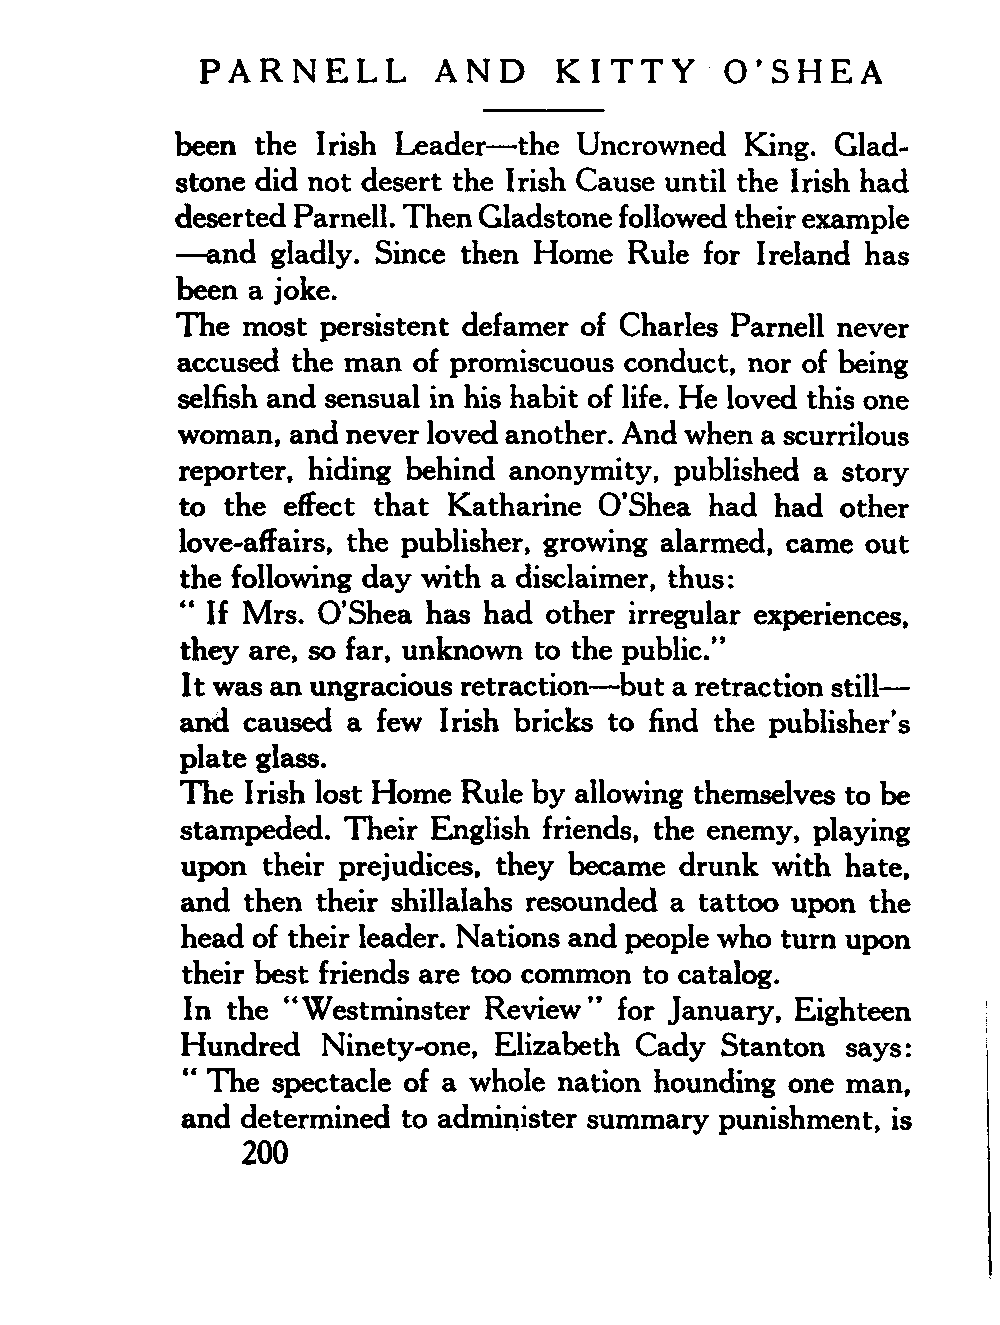 PARNELL AND KITTY O'SHEA
been the Irish Leader—the Uncrowned King. Glad-
stone did not desert the Irish Cause until the Irish had
deserted Parnell. Then Gladstone followed their example
—and gladly. Since then Home Rule for Ireland has
been a joke.
The most persistent defamer of Charles Parnell never
accused the man of promiscuous conduct, nor of being
selfish and sensual in his habit of life. He loved this one
woman, and never loved another. And when a scurrilous
reporter, hiding behind anonymity, published a story
to the effect that Katharine O'Shea had had other
love-affairs, the publisher, growing alarmed, came out
the following day with a disclaimer, thus:
" If Mrs. O'Shea has had other irregular experiences,
they are, so far, unknown to the public."
It was an ungracious retraction—but a retraction still—
and caused a few Irish bricks to find the publisher's
plate glass.
The Irish lost Home Rule by allowing themselves to be
stampeded. Their English friends, the enemy, playing
upon their prejudices, they became drunk with hate,
and then their shillalahs resounded a tattoo upon the
head of their leader. Nations and people who turn upon
their best friends are too common to catalog.
In the "Westminster Review" for January, Eighteen
Hundred Ninety-one, Elizabeth Cady Stanton says:
" The spectacle of a whole nation hounding one man,
and determined to administer summary punishment, is
200